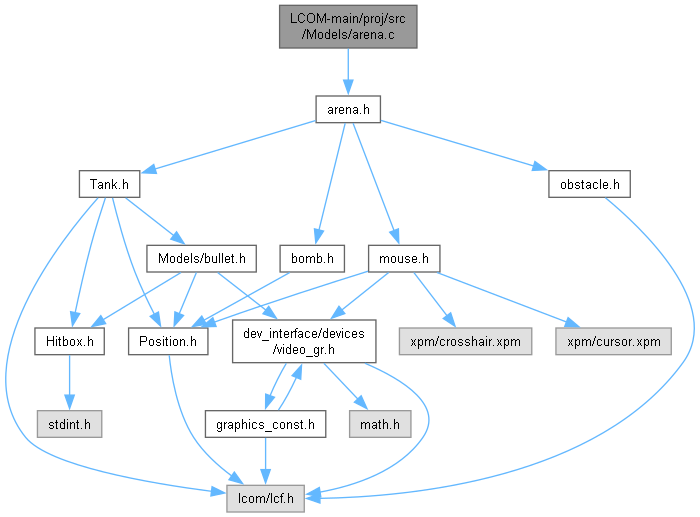 LCOM-main/proj/src
/Models/arena.c
arena.h
Tank.h
obstacle.h
Models/bullet.h
bomb.h
mouse.h
Hitbox.h
Position.h
dev_interface/devices
/video_gr.h
xpm/crosshair.xpm
xpm/cursor.xpm
stdint.h
graphics_const.h
math.h
lcom/lcf.h